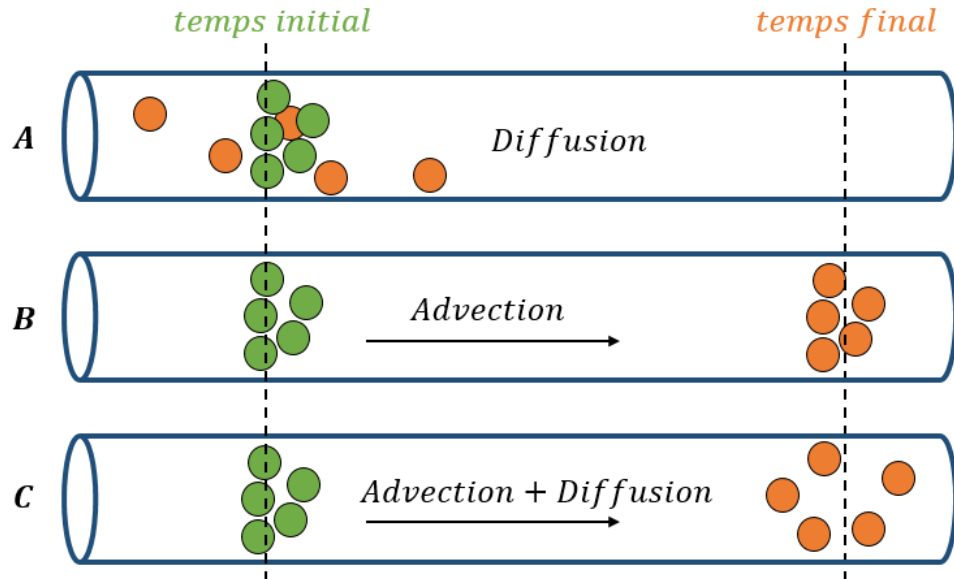 temps initial
temps final
A
Diffusion
B
Advection
C
Advection + Diffusion